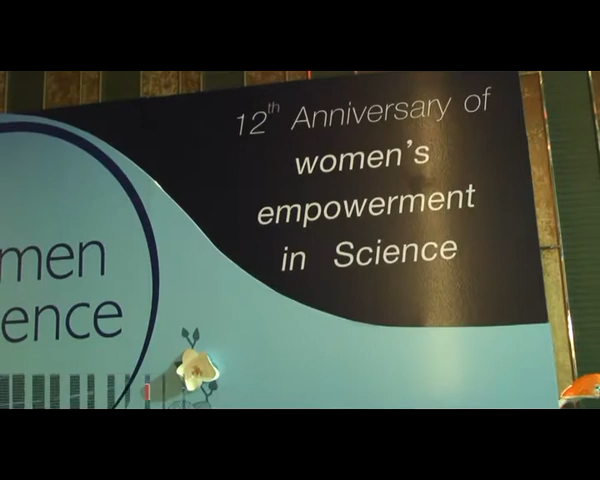 12th Anniversary of
women's
empowerment
in Science
men
ence